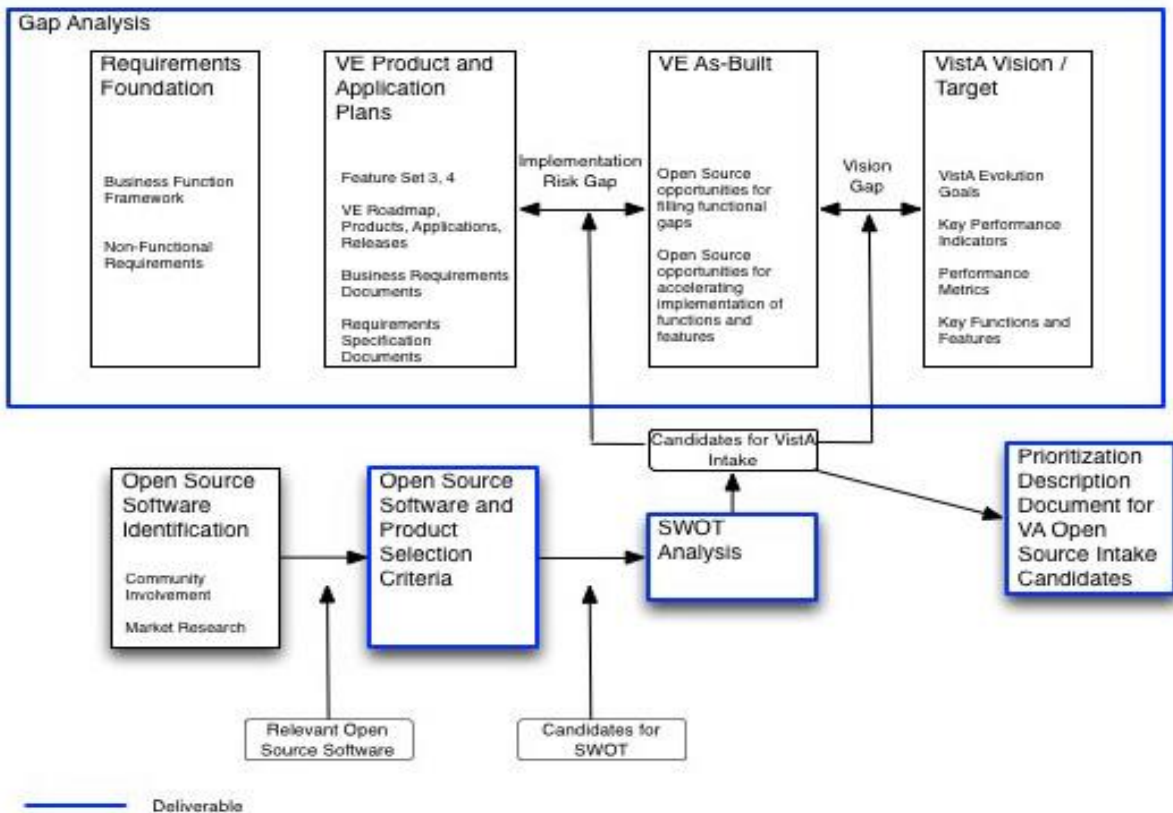 Gap Analysis
Requirements
Foundation
Business Function
Framework
Non-Functional
Requirements
VE Product and
Application
Plans
Feature Set 3, 4
VE Roadmap,
Products, Applications,
Releases
Business Requirements
Documents
Requirements
Specification
Documents
Implementation
Risk Gap
VE As-Built
Open Source
opportunities for
filling functional
gaps
Open Source
opportunities for
accelerating
implementation of
functions and
features
Vision
Gap
VistA Vision /
Target
VistA Evolution
Goals
Key Performance
Indicators
Performance
Metrics
Key Functions and
Features
Candidates for VistA
Intake
Open Source
Software
Identification
Community
Involvement
Market Research
Open Source
Software and
Product
Selection
Criteria
SWOT
Analysis
Prioritization
Description
Document for
VA Open
Source Intake
Candidates
Relevant Open
Source Software
Candidates for
SWOT
Deliverable